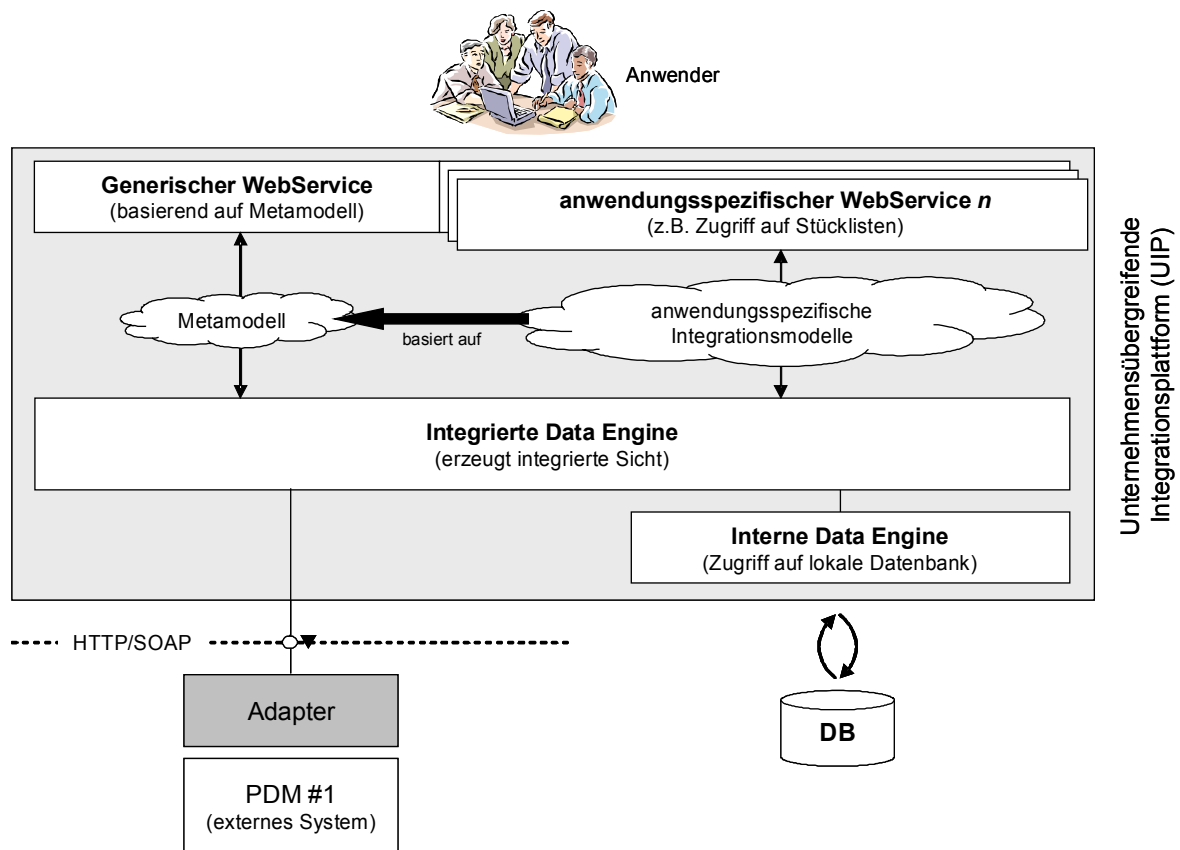 Anwender
Generischer WebService
(basierend auf Metamodell)
anwendungsspezifischer WebService n
(z.B. Zugriff auf Stücklisten)
Metamodell
basiert auf
anwendungsspezifische
Integrationsmodelle
Integrierte Data Engine
(erzeugt integrierte Sicht)
Interne Data Engine
(Zugriff auf lokale Datenbank)
Unternehmensübergreifende
Integrationsplattform (UIP)
HTTP/SOAP
Adapter
DB
PDM #1
(externes System)